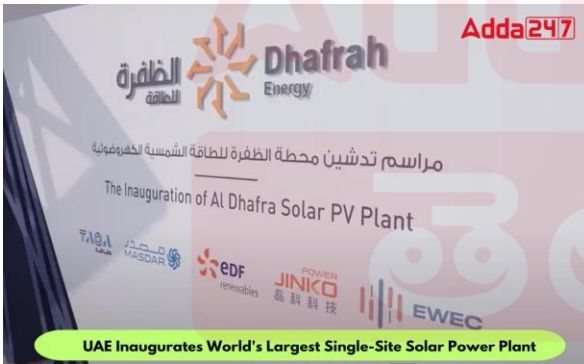 Adda247
الظفرة Dhafrah
للطاقة Energy
مراسم تدشين محطة الظفرة للطاقة الشمسية الكهروضوئية
The Inauguration of Al Dhafra Solar PV Plant
TAQA
طاقة
مصدر
MASDAR
eDF
renewables
POWER
JINKO
晶科科技
EWEC
UAE Inaugurates World's Largest Single-Site Solar Power Plant